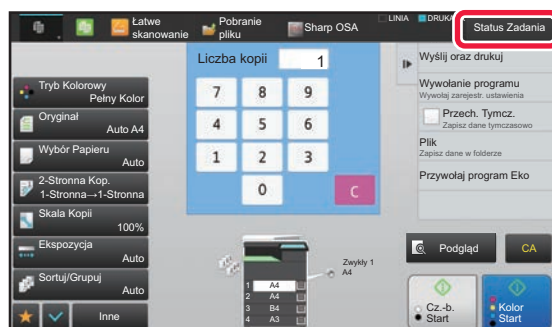 Łatwe
skanowanie
Pobranie
pliku
Sharp OSA
LINIA
DRUKA
Status Zadania
Tryb Kolorowy
Pełny Kolor
Oryginał
Auto A4
Wybór Papieru
Auto
2-Stronna Kop.
1-Stronna→1-Stronna
Skala Kopii
100%
Ekspozycja
Auto
Sortuj/Grupuj
Auto
Inne
Liczba kopii 1
7 8 9
4 5 6
1 2 3
0 C
Zwykły 1
A4
1 A4
2 A4
3 B4
4 A3
Wyślij oraz drukuj
Wywołanie programu
Wywołaj zarejestr. ustawienia
Przech. Tymcz.
Zapisz dane tymczasowo
Plik
Zapisz dane w folderze
Przywołaj program Eko
Podgląd
CA
Cz.-b.
Start
Kolor
Start